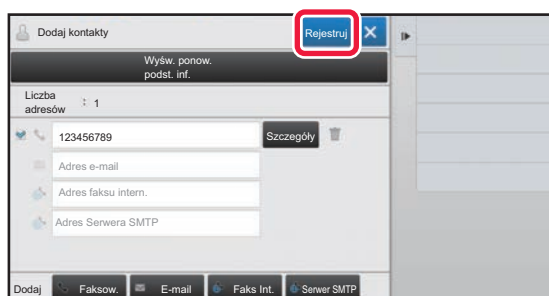 Dodaj kontakty
Rejestruj
Wyśw. ponow.
podst. inf.
Liczba
adresów : 1
123456789
Szczegóły
Adres e-mail
Adres faksu intern.
Adres Serwera SMTP
Dodaj Faksow. E-mail Faks Int. Serwer SMTP